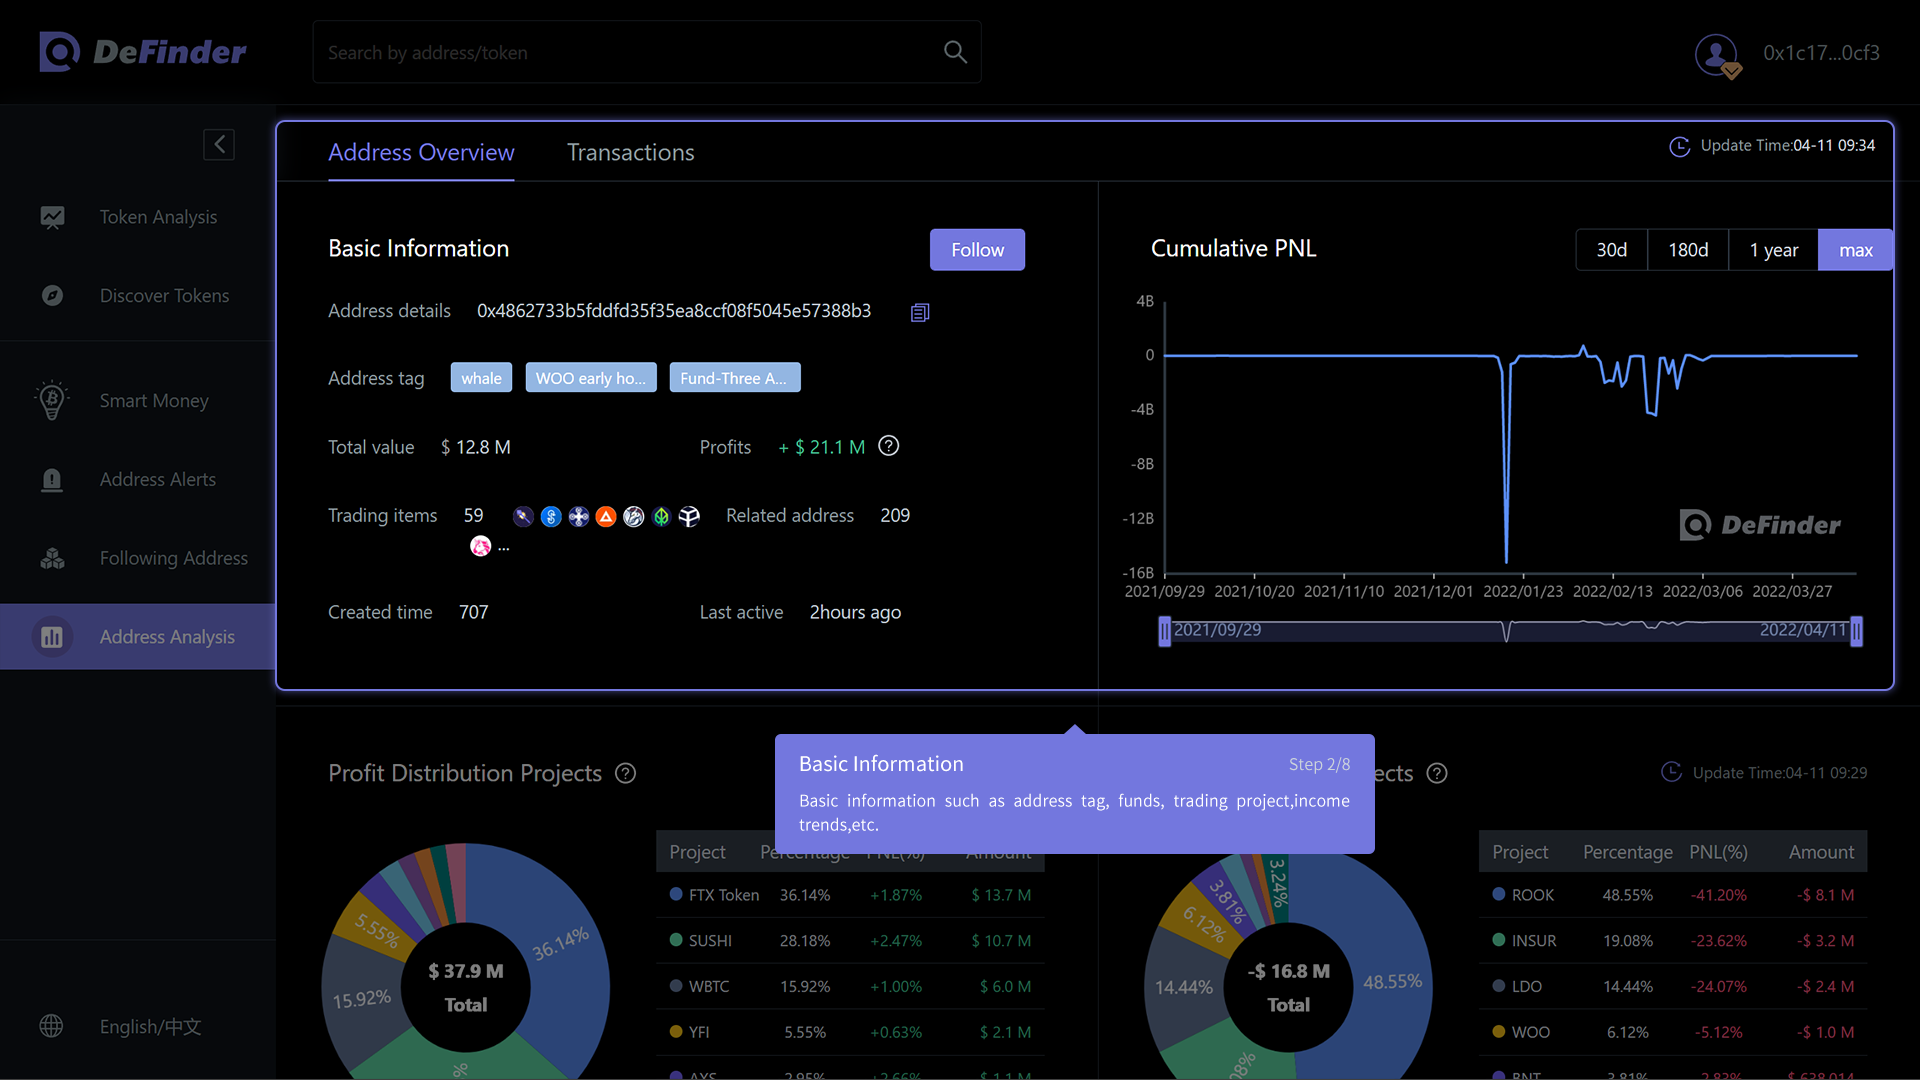 DeFinder
Search by address/token
0x1c17...0cf3
Token Analysis
Discover Tokens
Smart Money
Address Alerts
Following Address
Address Analysis
English/中文
Address Overview
Transactions
Update Time:04-11 09:34
Basic Information
Follow
Address details 0x4862733b5fddfd35f35ea8ccf08f5045e57388b3
Address tag whale WOO early ho... Fund-Three A...
Total value $ 12.8 M Profits + $ 21.1 M
Trading items 59 Related address 209
...
Created time 707 Last active 2hours ago
Cumulative PNL
30d 180d 1 year max
4B
0
-4B
-8B
-12B
-16B
DeFinder
2021/09/29 2021/10/20 2021/11/10 2021/12/01 2022/01/23 2022/02/13 2022/03/06 2022/03/27
2021/09/29 2022/04/11
Basic Information Step 2/8
Basic information such as address tag, funds, trading project,income
trends,etc.
Profit Distribution Projects
36.14%
5.55%
15.92%
%
$ 37.9 M
Total
Project Percentage PNL(%) Amount
FTX Token 36.14% +1.87% $ 13.7 M
SUSHI 28.18% +2.47% $ 10.7 M
WBTC 15.92% +1.00% $ 6.0 M
YFI 5.55% +0.63% $ 2.1 M
AXS 2.95% +2.66% $ 1.1 M
ects
Update Time:04-11 09:29
3.24%
3.81%
6.12%
14.44%
48.55%
08%
-$ 16.8 M
Total
Project Percentage PNL(%) Amount
ROOK 48.55% -41.20% -$ 8.1 M
INSUR 19.08% -23.62% -$ 3.2 M
LDO 14.44% -24.07% -$ 2.4 M
WOO 6.12% -5.12% -$ 1.0 M
BNT 3.81% -2.83% -$ 638,014